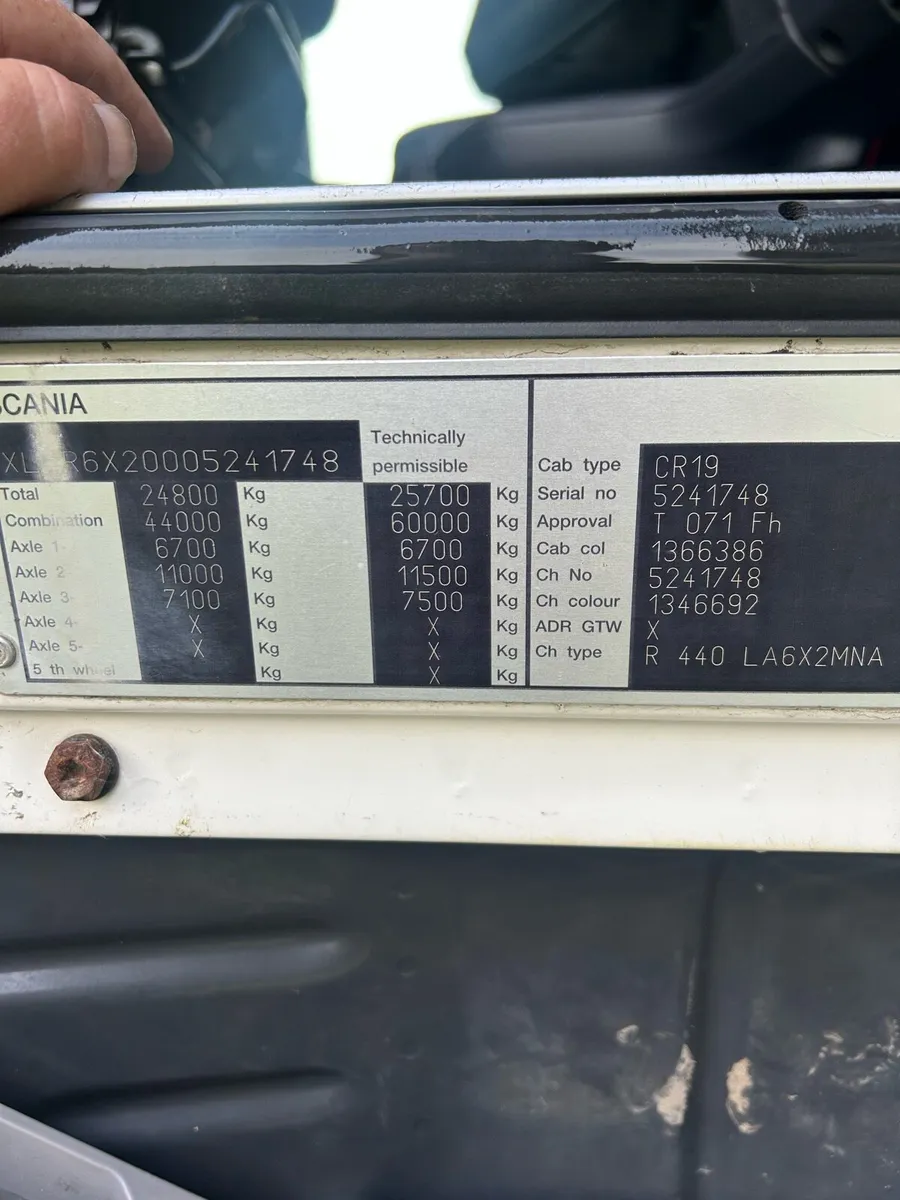 SCANIA
Technically
permissible
R6X20005241748
Total 24800 Kg 25700 Kg
Combination 44000 Kg 60000 Kg
Axle 1- 6700 Kg 6700 Kg
Axle 2 11000 Kg 11500 Kg
Axle 3- 7100 Kg 7500 Kg
Axle 4- X Kg X Kg
Axle 5- X Kg X Kg
5 th wheel Kg X Kg
Cab type CR19
Serial no 5241748
Approval T 071 Fh
Cab col 1366386
Ch No 5241748
Ch colour 1346692
ADR GTW X
Ch type R 440 LA6X2MNA